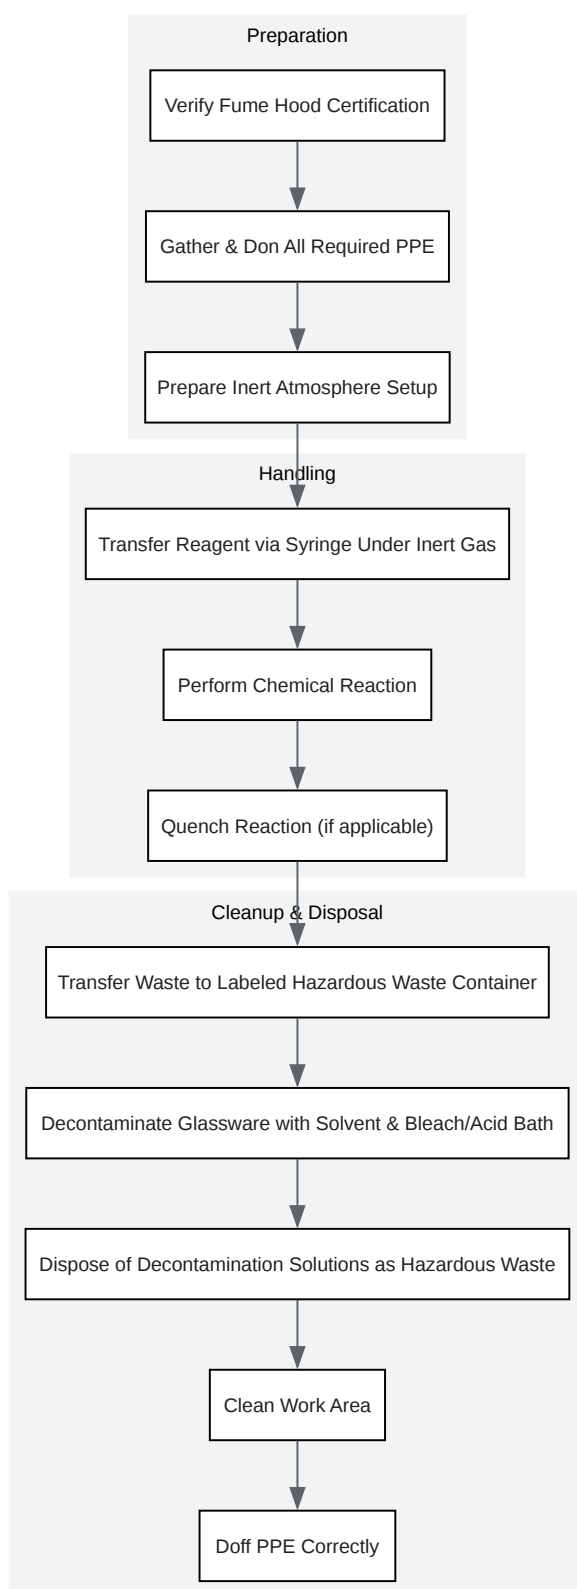 Preparation
Verify Fume Hood Certification
Gather & Don All Required PPE
Prepare Inert Atmosphere Setup
Handling
Transfer Reagent via Syringe Under Inert Gas
Perform Chemical Reaction
Quench Reaction (if applicable)
Cleanup & Disposal
Transfer Waste to Labeled Hazardous Waste Container
Decontaminate Glassware with Solvent & Bleach/Acid Bath
Dispose of Decontamination Solutions as Hazardous Waste
Clean Work Area
Doff PPE Correctly